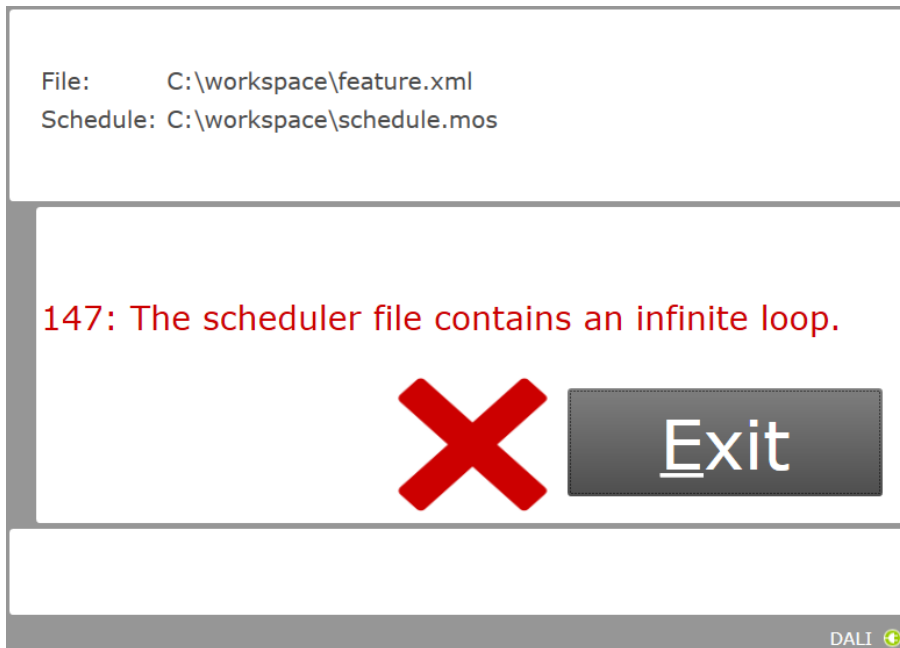 File: C:\workspace\feature.xml
Schedule: C:\workspace\schedule.mos
147: The scheduler file contains an infinite loop.
Exit
DALI